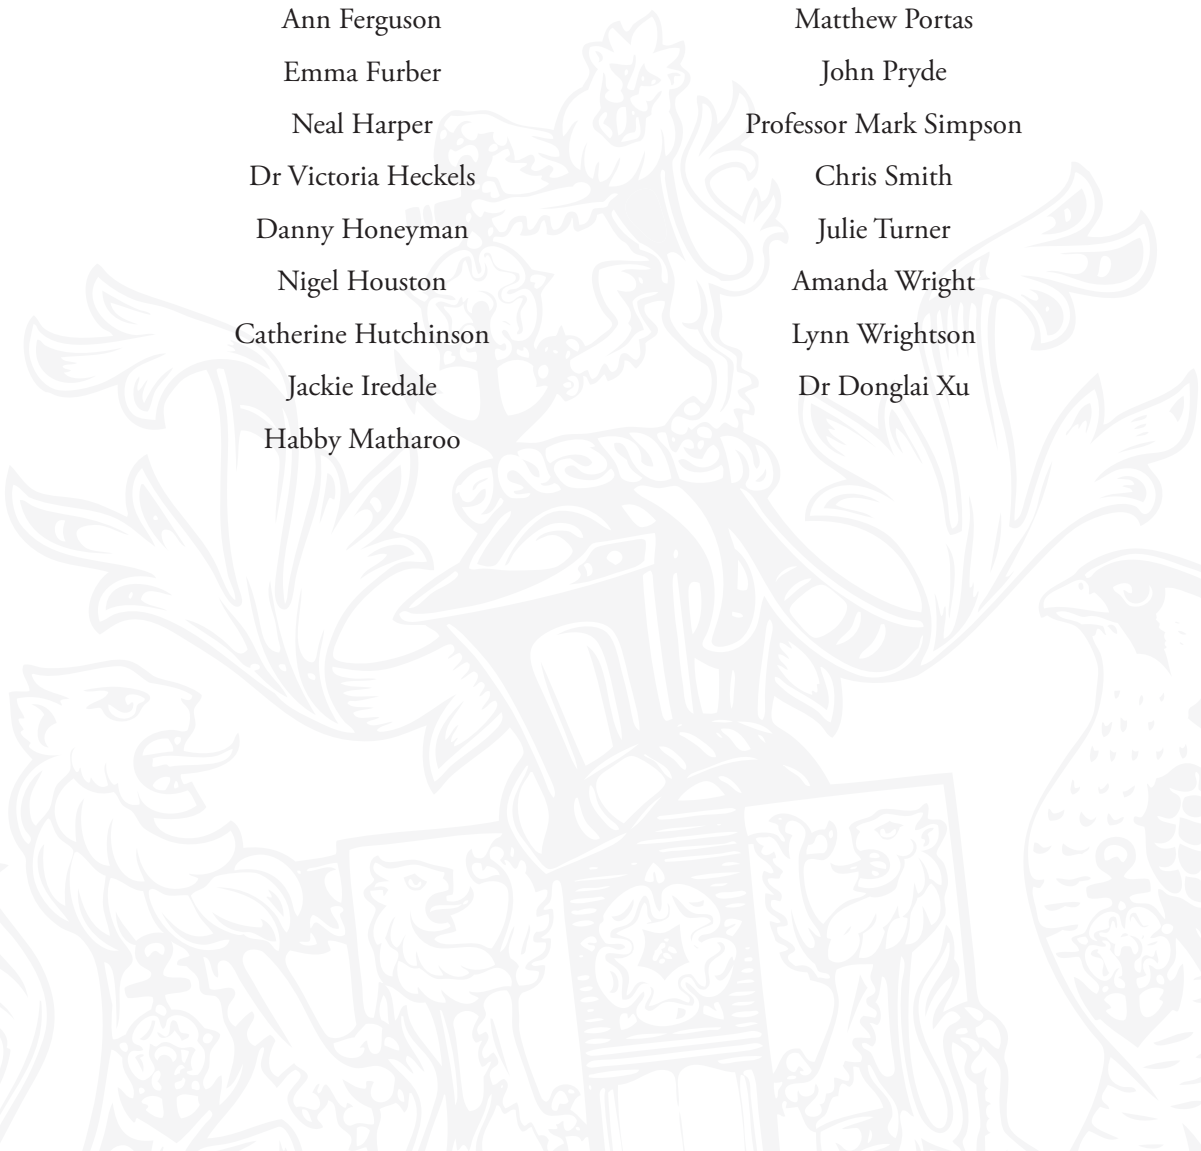 Ann Ferguson
Emma Furber
Neal Harper
Dr Victoria Heckels
Danny Honeyman
Nigel Houston
Catherine Hutchinson
Jackie Iredale
Habby Matharoo
Matthew Portas
John Pryde
Professor Mark Simpson
Chris Smith
Julie Turner
Amanda Wright
Lynn Wrightson
Dr Donglai Xu